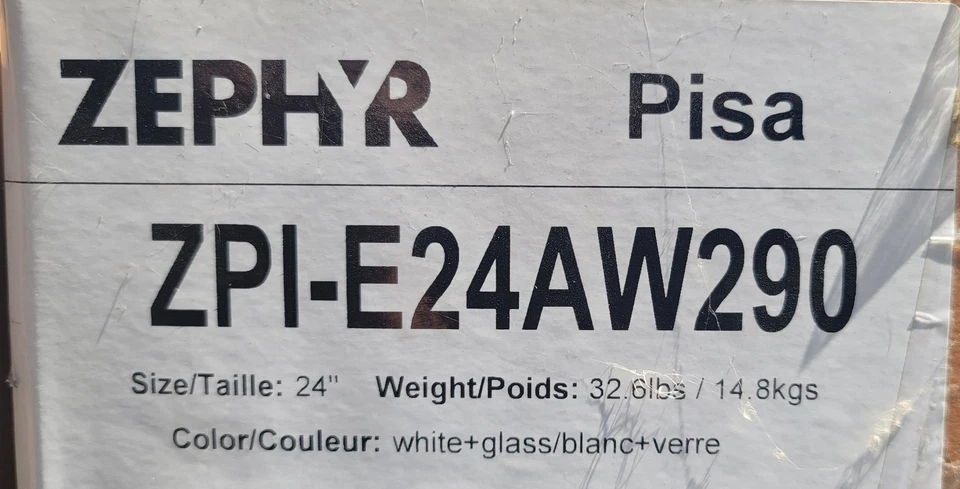 ZEPHYR Pisa
ZPI-E24AW290
Size/Taille: 24" Weight/Poids: 32.6lbs / 14.8kgs
Color/Couleur: white+glass/blanc+verre